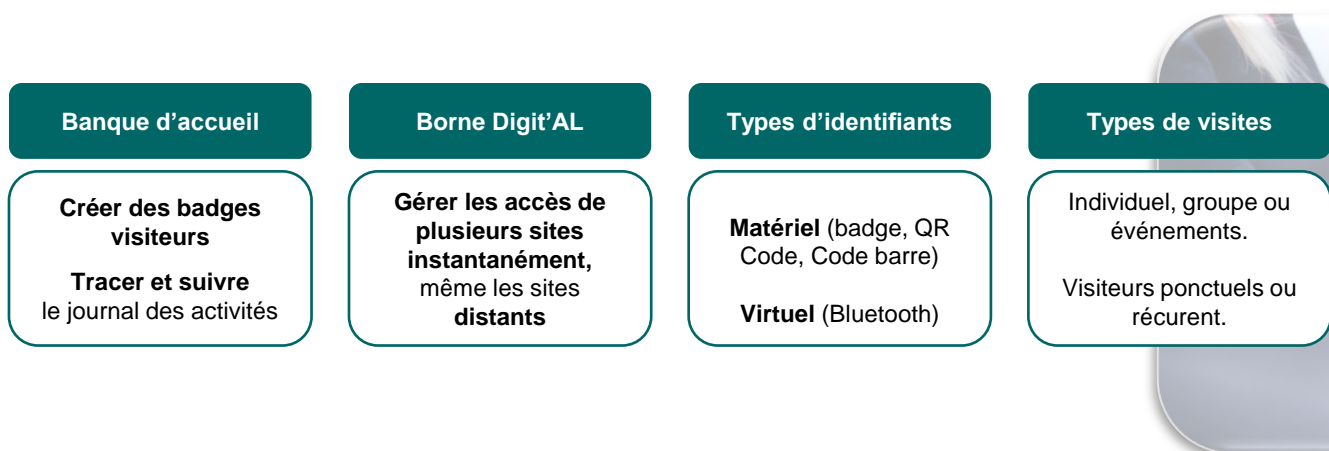 Banque d’accueil
Créer des badges
visiteurs
Tracer et suivre
le journal des activités
Borne Digit’AL
Gérer les accès de
plusieurs sites
instantanément,
même les sites
distants
Types d’identifiants
Matériel (badge, QR
Code, Code barre)
Virtuel (Bluetooth)
Types de visites
Individuel, groupe ou
événements.
Visiteurs ponctuels ou
récurent.